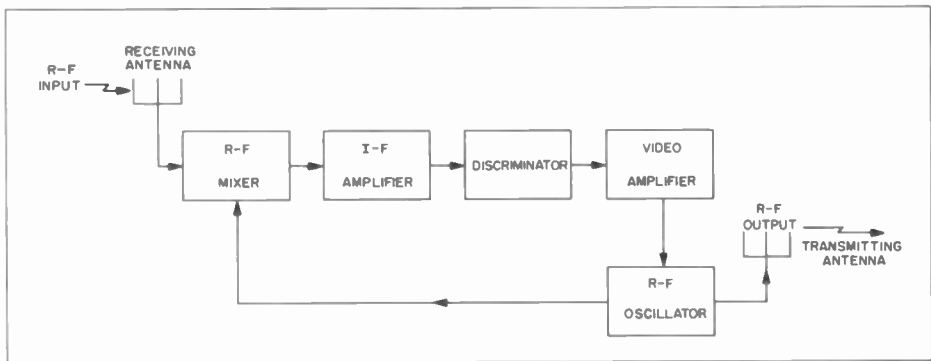 RECEIVING
ANTENNA
R-F
INPUT
R-F
MIXER
I-F
AMPLIFIER
DISCRIMINATOR
VIDEO
AMPLIFIER
R-F
OUTPUT
TRANSMITTING
ANTENNA
R-F
OSCILLATOR